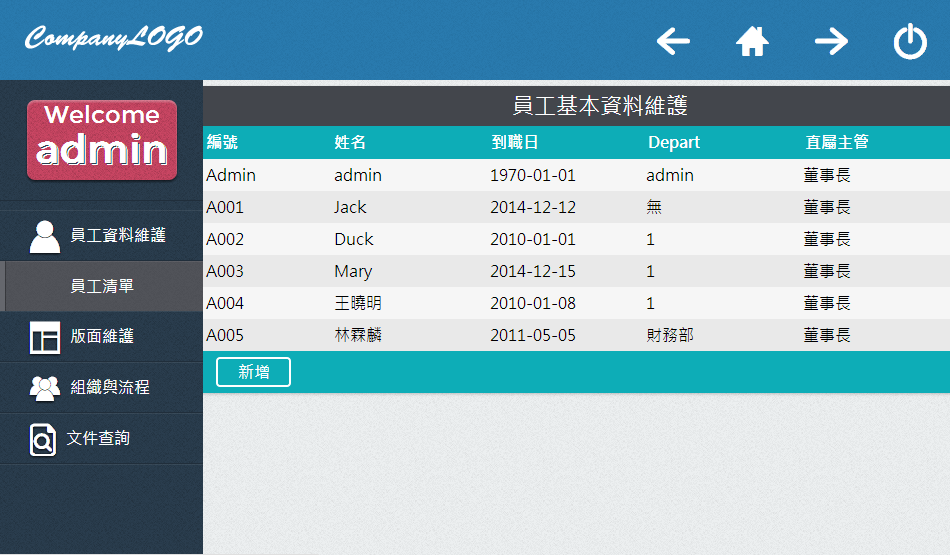 CompanyLOGO
Welcome
admin
員工資料維護
員工清單
版面維護
組織與流程
文件查詢
員工基本資料維護
編號 姓名 到職日 Depart 直屬主管
Admin admin 1970-01-01 admin 董事長
A001 Jack 2014-12-12 無 董事長
A002 Duck 2010-01-01 1 董事長
A003 Mary 2014-12-15 1 董事長
A004 王曉明 2010-01-08 1 董事長
A005 林霖麟 2011-05-05 財務部 董事長
新增